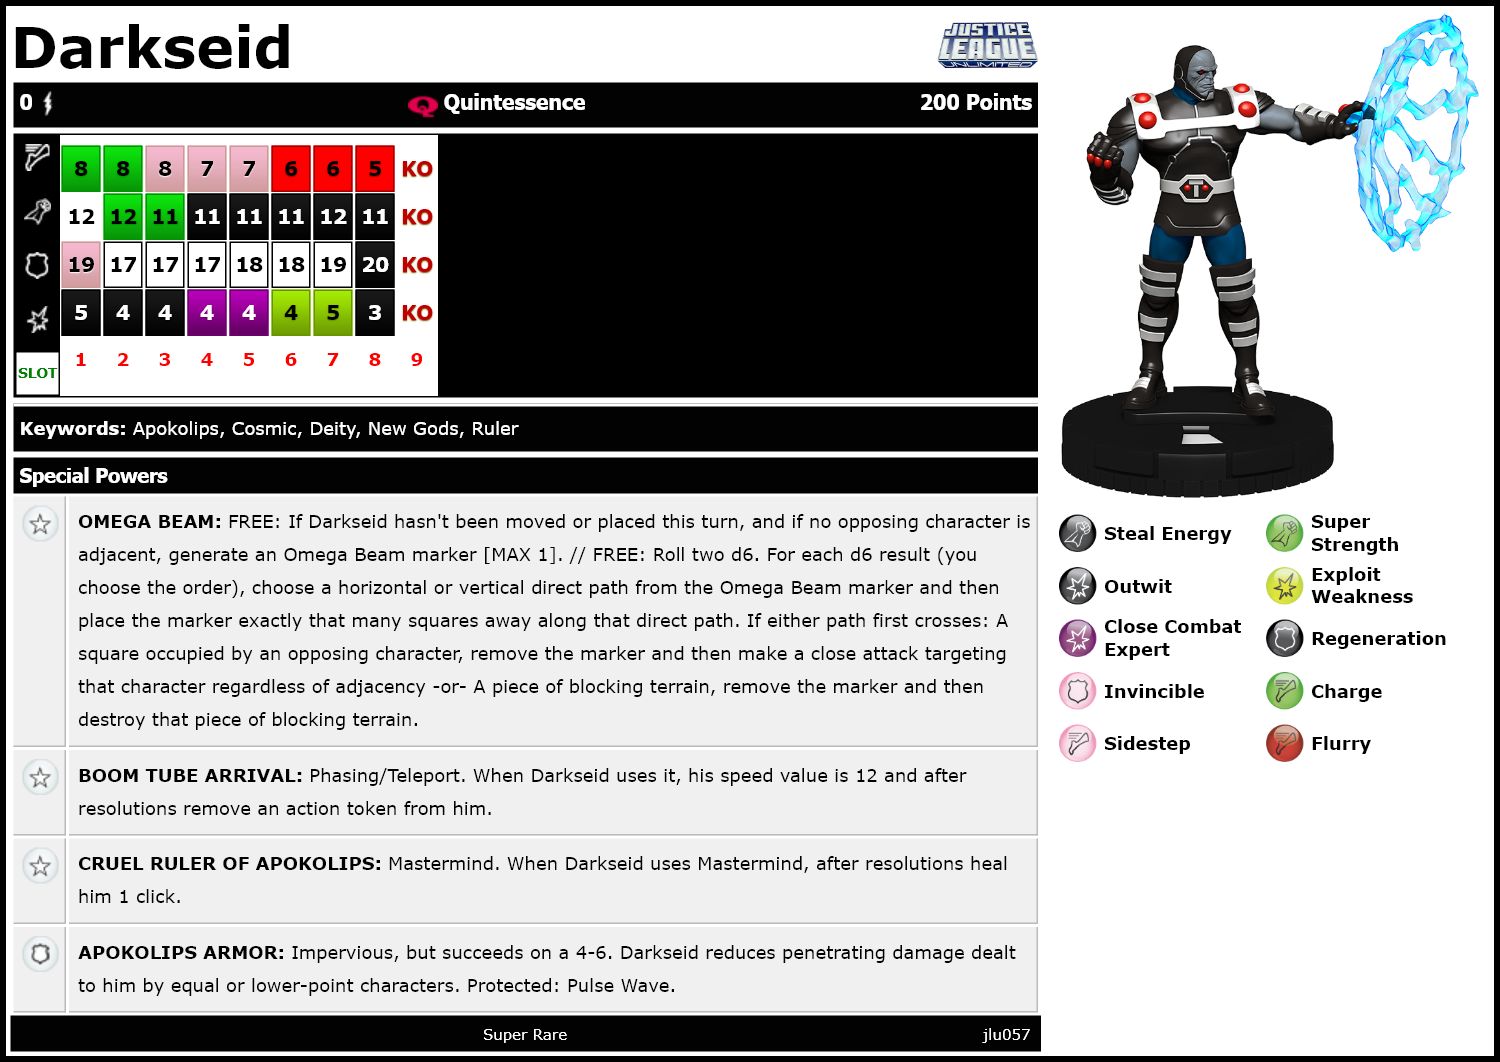 Darkseid
JUSTICE
LEAGUE
UNLIMITED
0 Quintessence 200 Points
8 8 8 7 7 6 6 5 KO
12 12 11 11 11 11 12 11 KO
19 17 17 17 18 18 19 20 KO
5 4 4 4 4 4 5 3 KO
SLOT 1 2 3 4 5 6 7 8 9
Keywords: Apokolips, Cosmic, Deity, New Gods, Ruler
Special Powers
OMEGA BEAM: FREE: If Darkseid hasn't been moved or placed this turn, and if no opposing character is
adjacent, generate an Omega Beam marker [MAX 1]. // FREE: Roll two d6. For each d6 result (you
choose the order), choose a horizontal or vertical direct path from the Omega Beam marker and then
place the marker exactly that many squares away along that direct path. If either path first crosses: A
square occupied by an opposing character, remove the marker and then make a close attack targeting
that character regardless of adjacency -or- A piece of blocking terrain, remove the marker and then
destroy that piece of blocking terrain.
BOOM TUBE ARRIVAL: Phasing/Teleport. When Darkseid uses it, his speed value is 12 and after
resolutions remove an action token from him.
CRUEL RULER OF APOKOLIPS: Mastermind. When Darkseid uses Mastermind, after resolutions heal
him 1 click.
APOKOLIPS ARMOR: Impervious, but succeeds on a 4-6. Darkseid reduces penetrating damage dealt
to him by equal or lower-point characters. Protected: Pulse Wave.
Super Rare jlu057
Steal Energy
Super
Strength
Outwit
Exploit
Weakness
Close Combat
Expert
Regeneration
Invincible
Charge
Sidestep
Flurry